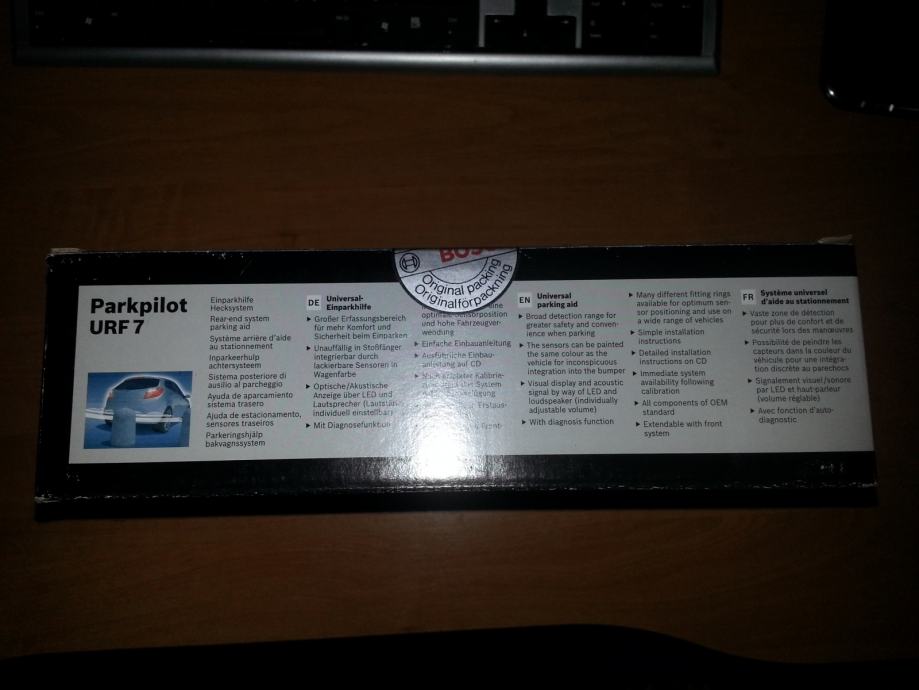 BOSCH
Original packing
Originalförpackning
Parkpilot
URF 7
Einparkhilfe
Hecksystem
Rear-end system
parking aid
Système arrière d'aide
au stationnement
Inparkeerhulp
achtersysteem
Sistema posteriore di
ausilio al parcheggio
Ayuda de aparcamiento
sistema trasero
Ajuda de estacionamento,
sensores traseiros
Parkeringshjälp
bakvagnssystem
DE Universal-
Einparkhilfe
▶ Großer Erfassungsbereich
für mehr Komfort und
Sicherheit beim Einparken
▶ Unauffällig in Stoßfänger
integrierbar durch
lackierbare Sensoren in
Wagenfarbe
▶ Optische/Akustische
Anzeige über LED und
Lautsprecher (Lautstärke
individuell einstellbar)
▶ Mit Diagnosefunktion
und hohe Fahrzeugver-
wendung
▶ Einfache Einbauanleitung
▶ Ausführliche Einbau-
anleitung auf CD
EN Universal
parking aid
▶ Broad detection range for
greater safety and conven-
ience when parking
▶ The sensors can be painted
the same colour as the
vehicle for inconspicuous
integration into the bumper
▶ Visual display and acoustic
signal by way of LED and
loudspeaker (individually
adjustable volume)
▶ With diagnosis function
▶ Many different fitting rings
available for optimum sen-
sor positioning and use on
a wide range of vehicles
▶ Simple installation
instructions
▶ Detailed installation
instructions on CD
▶ Immediate system
availability following
calibration
▶ All components of OEM
standard
▶ Extendable with front
system
FR Système universel
d'aide au stationnement
▶ Vaste zone de détection
pour plus de confort et de
sécurité lors des manœuvres
▶ Possibilité de peindre les
capteurs dans la couleur du
véhicule pour une intégra-
tion discrète au parechocs
▶ Signalement visuel/sonore
par LED et haut-parleur
(volume réglable)
▶ Avec fonction d'auto-
diagnostic